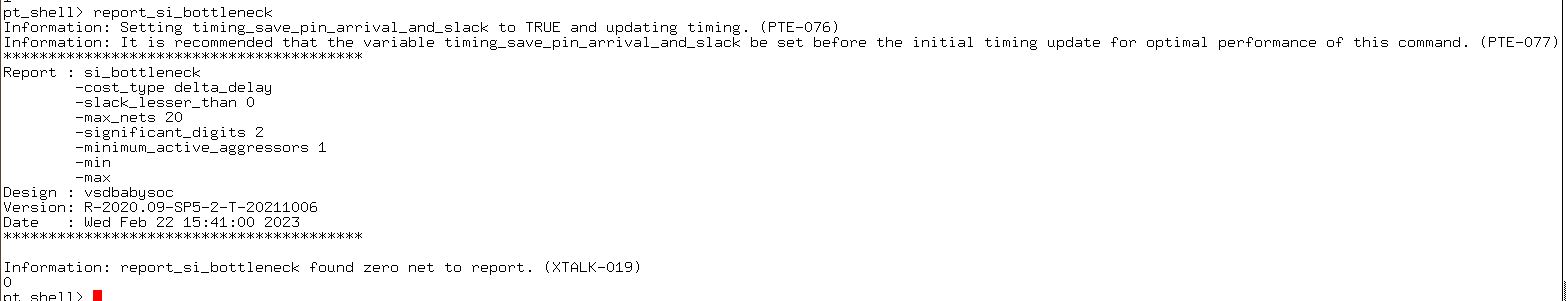 pt_shell> report_si_bottleneck
Information: Setting timing_save_pin_arrival_and_slack to TRUE and updating timing. (PTE-076)
Information: It is recommended that the variable timing_save_pin_arrival_and_slack be set before the initial timing update for optimal performance of this command. (PTE-077)
****************************************
Report : si_bottleneck
        -cost_type delta_delay
        -slack_lesser_than 0
        -max_nets 20
        -significant_digits 2
        -minimum_active_aggressors 1
        -min
        -max
Design : vsdbabysoc
Version: R-2020.09-SP5-2-T-20211006
Date   : Wed Feb 22 15:41:00 2023
****************************************

Information: report_si_bottleneck found zero net to report. (XTALK-019)
0
pt_shell>